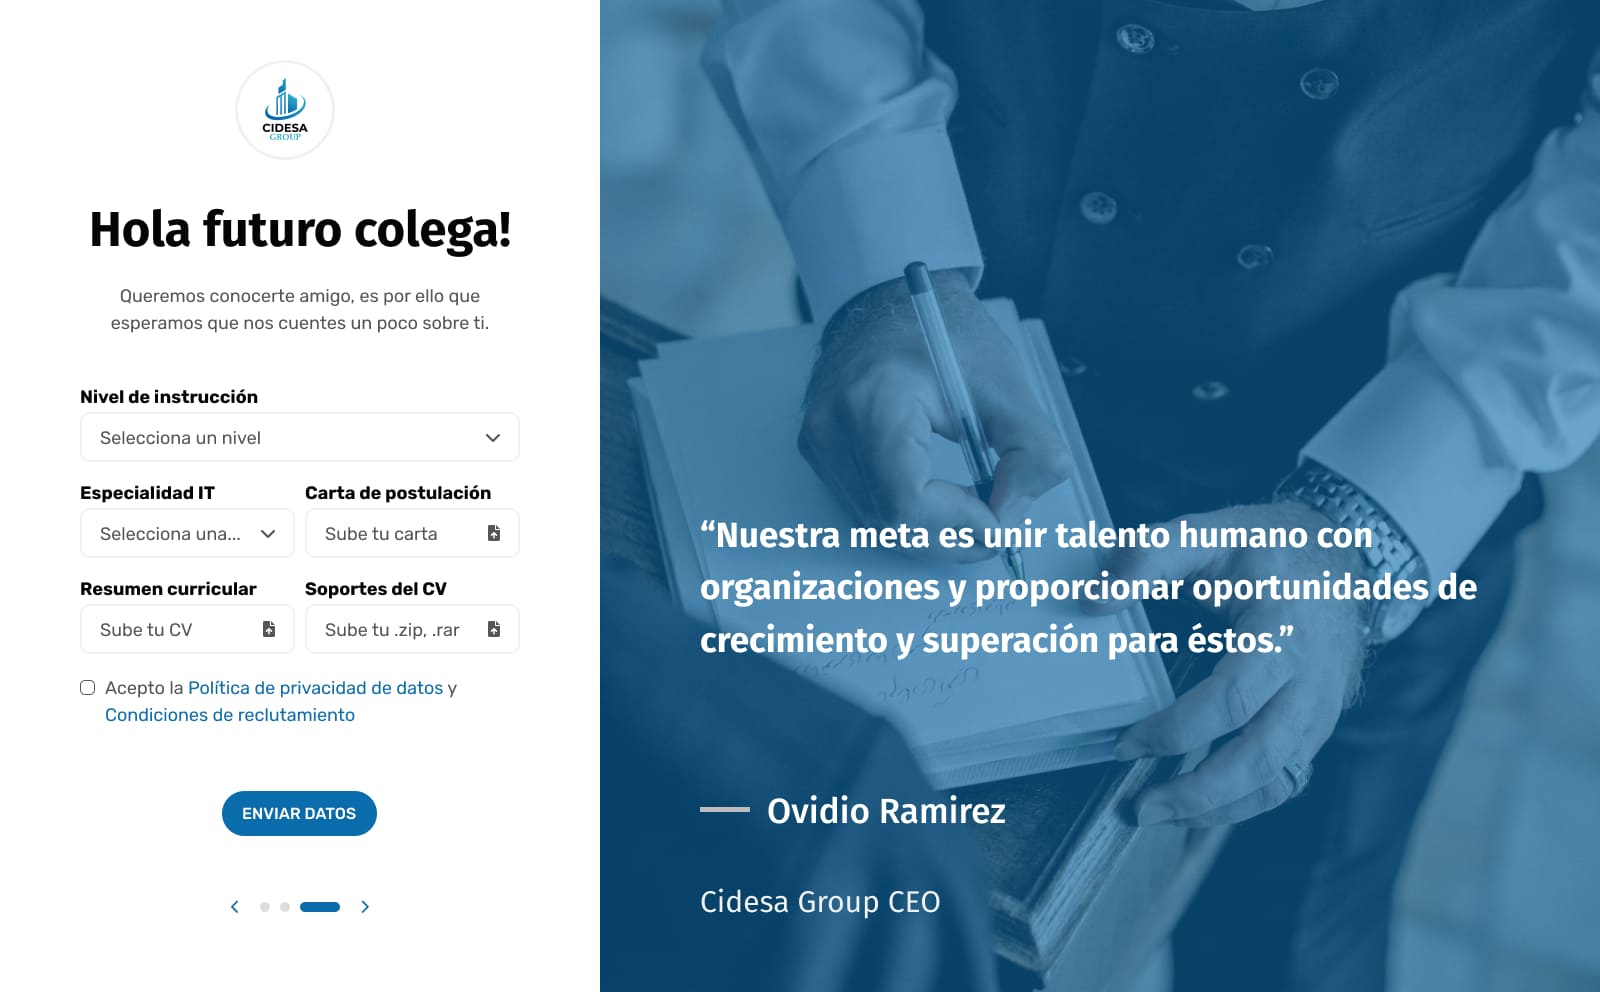 CIDESA
GROUP
Hola futuro colega!
Queremos conocerte amigo, es por ello que
esperamos que nos cuentes un poco sobre ti.
Nivel de instrucción
Selecciona un nivel
Especialidad IT
Carta de postulación
Selecciona una...
Sube tu carta
Resumen curricular
Soportes del CV
Sube tu CV
Sube tu .zip, .rar
Acepto la Política de privacidad de datos y
Condiciones de reclutamiento
ENVIAR DATOS
“Nuestra meta es unir talento humano con
organizaciones y proporcionar oportunidades de
crecimiento y superación para éstos.”
Ovidio Ramirez
Cidesa Group CEO